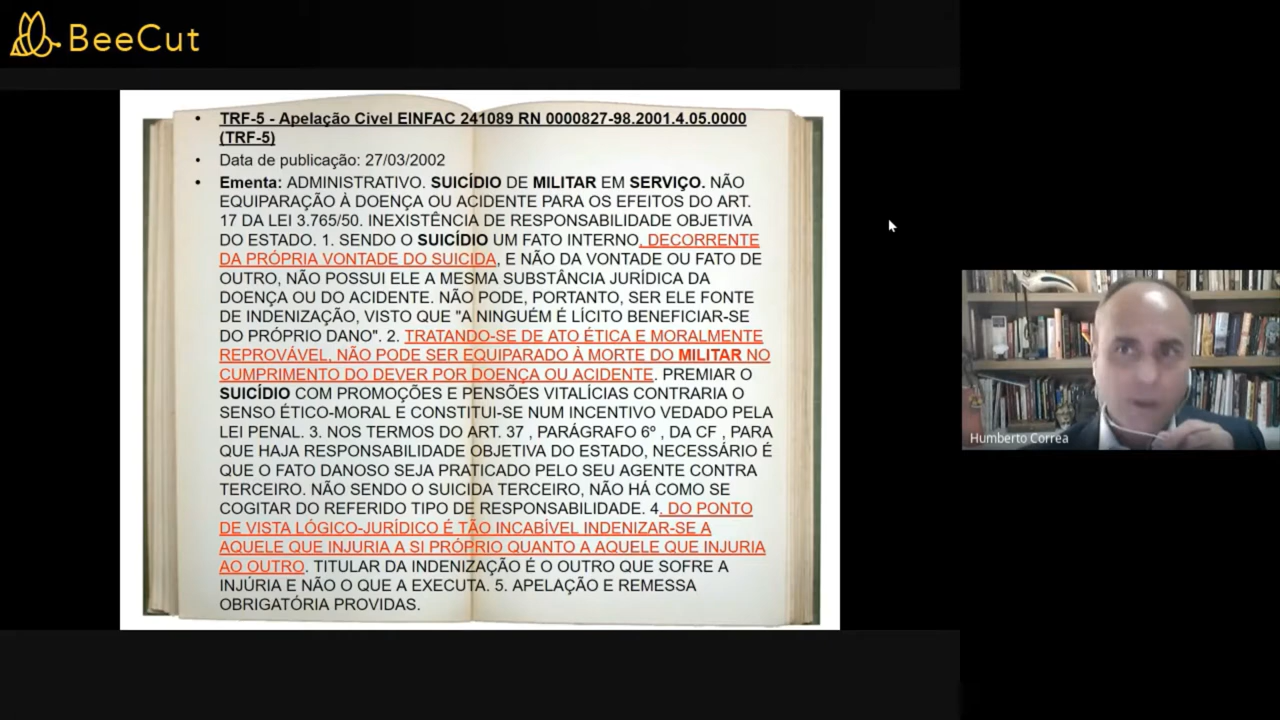 BeeCut
• TRF-5 - Apelação Civel EINFAC 241089 RN 0000827-98.2001.4.05.0000
(TRF-5)
• Data de publicação: 27/03/2002
• Ementa: ADMINISTRATIVO. SUICÍDIO DE MILITAR EM SERVIÇO. NÃO
EQUIPARAÇÃO À DOENÇA OU ACIDENTE PARA OS EFEITOS DO ART.
17 DA LEI 3.765/50. INEXISTÊNCIA DE RESPONSABILIDADE OBJETIVA
DO ESTADO. 1. SENDO O SUICÍDIO UM FATO INTERNO, DECORRENTE
DA PRÓPRIA VONTADE DO SUICIDA, E NÃO DA VONTADE OU FATO DE
OUTRO, NÃO POSSUI ELE A MESMA SUBSTÂNCIA JURÍDICA DA
DOENÇA OU DO ACIDENTE. NÃO PODE, PORTANTO, SER ELE FONTE
DE INDENIZAÇÃO, VISTO QUE "A NINGUÉM É LÍCITO BENEFICIAR-SE
DO PRÓPRIO DANO". 2. TRATANDO-SE DE ATO ÉTICA E MORALMENTE
REPROVÁVEL, NÃO PODE SER EQUIPARADO À MORTE DO MILITAR NO
CUMPRIMENTO DO DEVER POR DOENÇA OU ACIDENTE. PREMIAR O
SUICÍDIO COM PROMOÇÕES E PENSÕES VITALÍCIAS CONTRARIA O
SENSO ÉTICO-MORAL E CONSTITUI-SE NUM INCENTIVO VEDADO PELA
LEI PENAL. 3. NOS TERMOS DO ART. 37 , PARÁGRAFO 6º , DA CF , PARA
QUE HAJA RESPONSABILIDADE OBJETIVA DO ESTADO, NECESSÁRIO É
QUE O FATO DANOSO SEJA PRATICADO PELO SEU AGENTE CONTRA
TERCEIRO. NÃO SENDO O SUICIDA TERCEIRO, NÃO HÁ COMO SE
COGITAR DO REFERIDO TIPO DE RESPONSABILIDADE. 4. DO PONTO
DE VISTA LÓGICO-JURÍDICO É TÃO INCABÍVEL INDENIZAR-SE A
AQUELE QUE INJURIA A SI PRÓPRIO QUANTO A AQUELE QUE INJURIA
AO OUTRO. TITULAR DA INDENIZAÇÃO É O OUTRO QUE SOFRE A
INJÚRIA E NÃO O QUE A EXECUTA. 5. APELAÇÃO E REMESSA
OBRIGATÓRIA PROVIDAS.
Humberto Correa